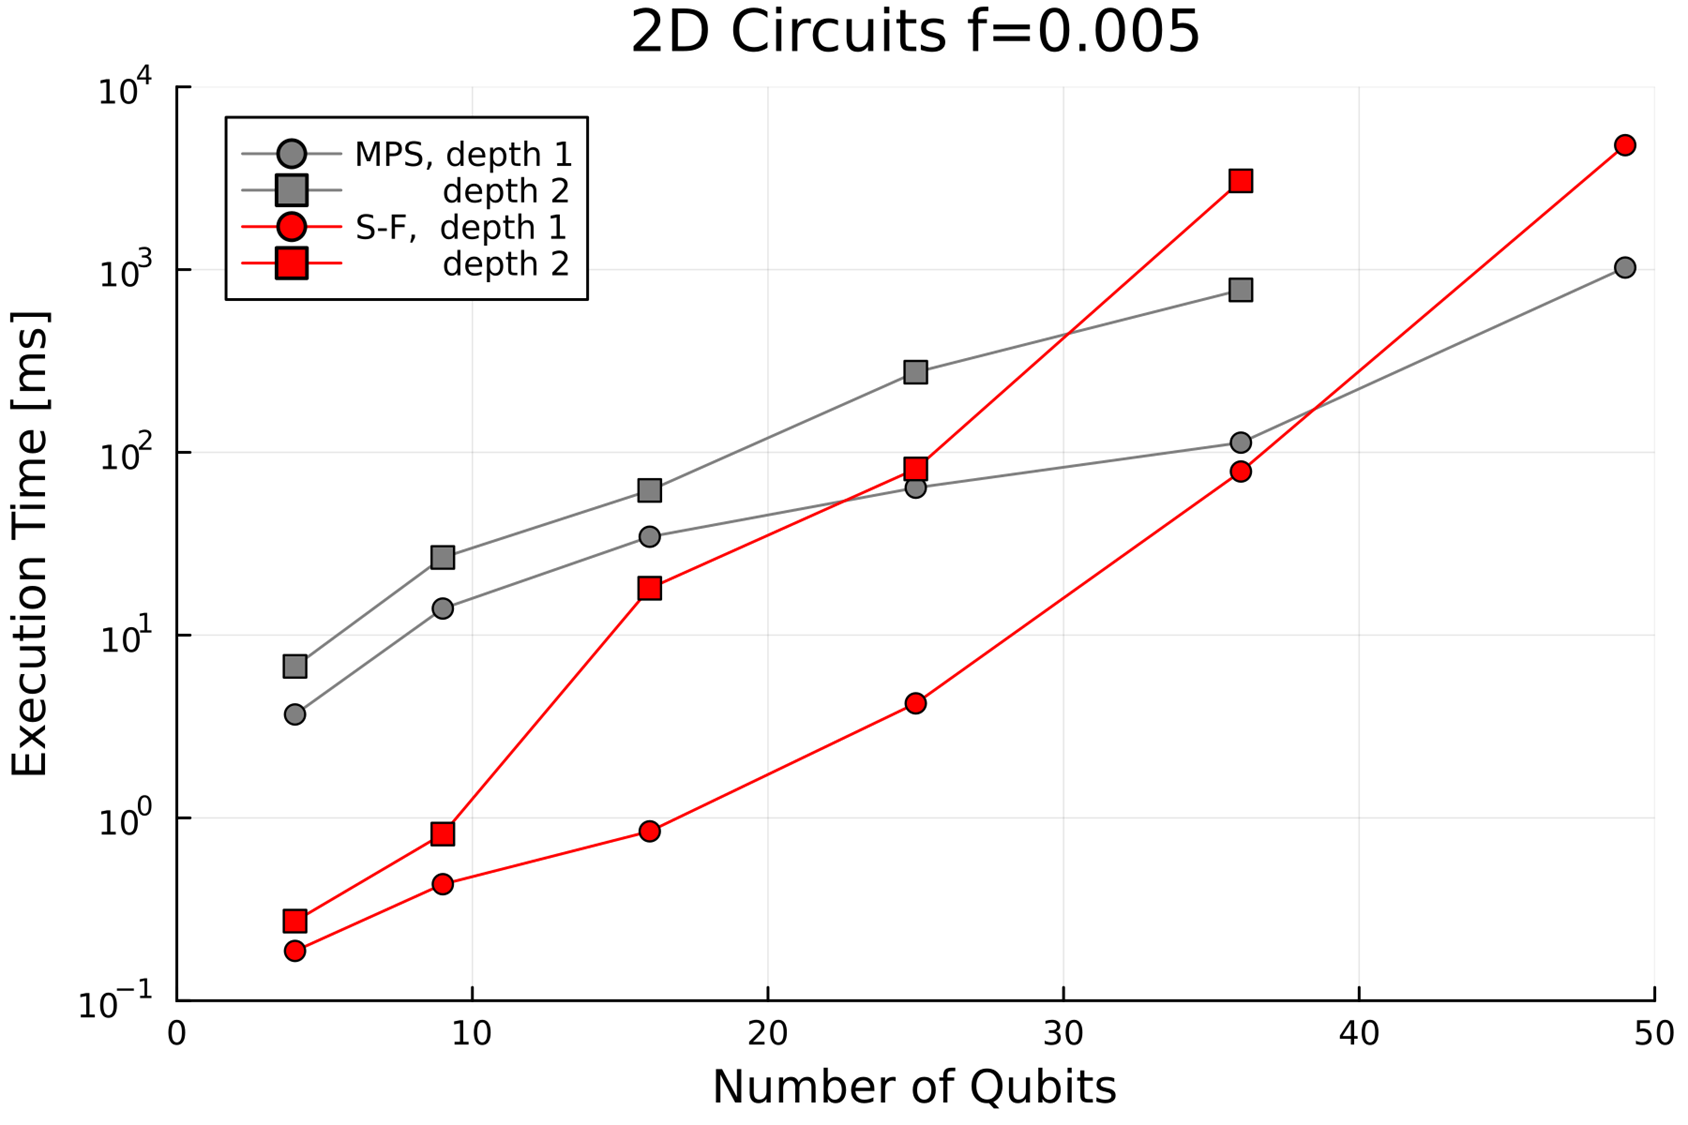 2D Circuits f=0.005
Execution Time [ms]
10^4
10^3
10^2
10^1
10^0
10^−1
MPS, depth 1
depth 2
S-F, depth 1
depth 2
0 10 20 30 40 50
Number of Qubits